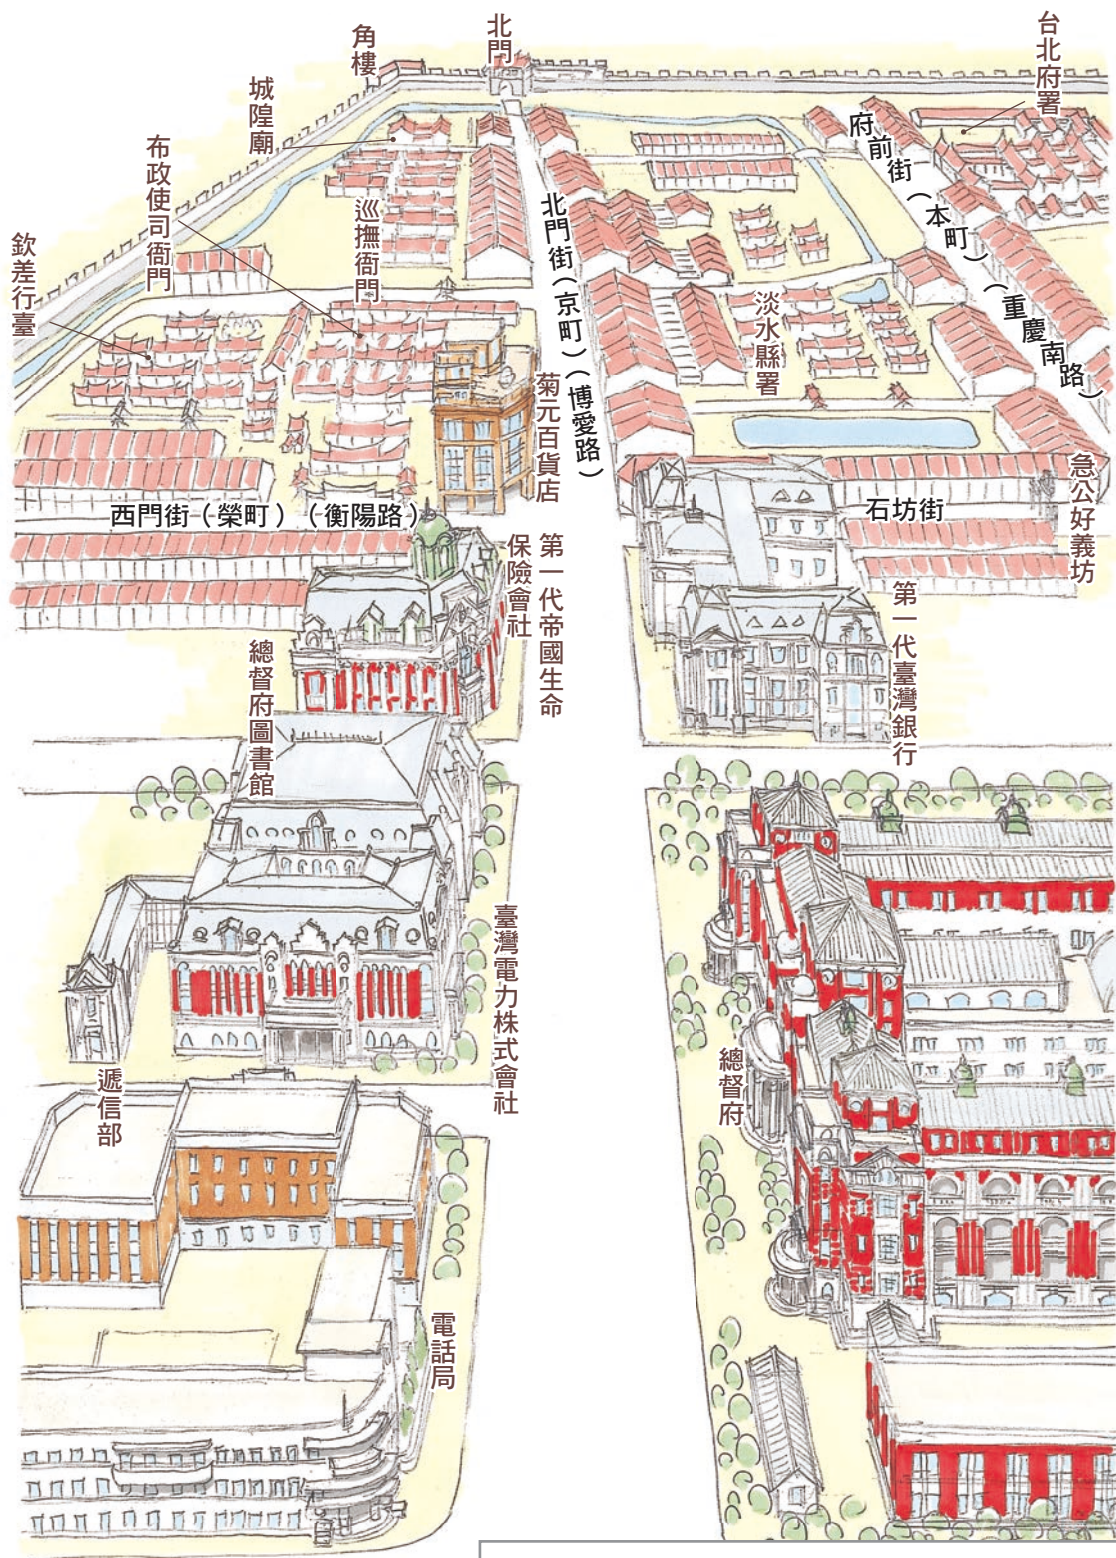 北門
角樓
台北府署
城隍廟
府前街（本町）（重慶南路）
布政使司衙門
巡撫衙門
北門街（京町）（博愛路）
欽差行臺
淡水縣署
菊元百貨店
急公好義坊
西門街（榮町）（衡陽路）
石坊街
第一代帝國生命
保險會社
第一代臺灣銀行
總督府圖書館
臺灣電力株式會社
總督府
遞信部
電話局